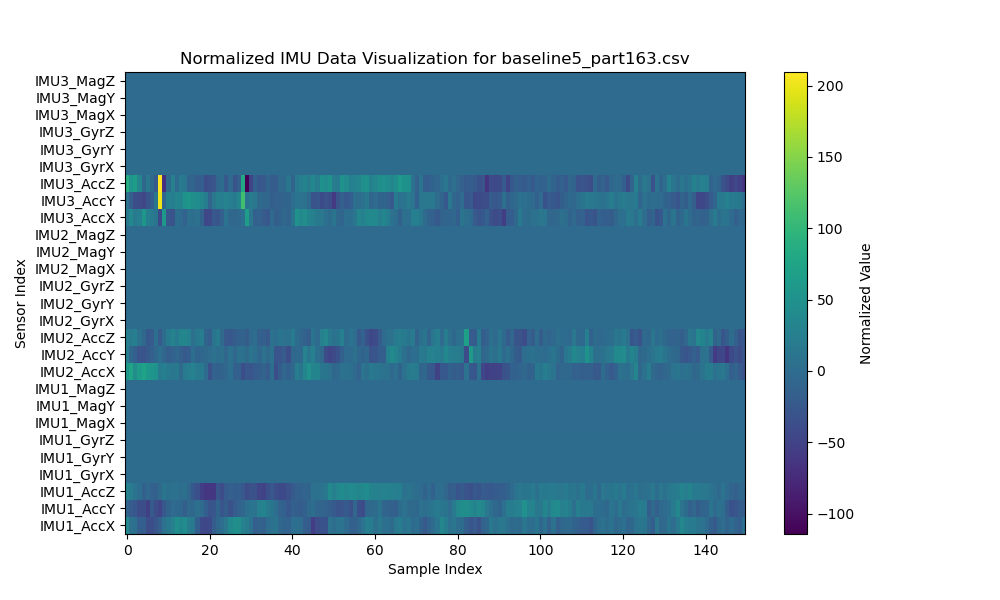 Normalized IMU Data Visualization for baseline5_part163.csv
IMU3_MagZ
IMU3_MagY
IMU3_MagX
IMU3_GyrZ
IMU3_GyrY
IMU3_GyrX
IMU3_AccZ
IMU3_AccY
IMU3_AccX
IMU2_MagZ
IMU2_MagY
IMU2_MagX
IMU2_GyrZ
IMU2_GyrY
IMU2_GyrX
IMU2_AccZ
IMU2_AccY
IMU2_AccX
IMU1_MagZ
IMU1_MagY
IMU1_MagX
IMU1_GyrZ
IMU1_GyrY
IMU1_GyrX
IMU1_AccZ
IMU1_AccY
IMU1_AccX
Sensor Index
0 20 40 60 80 100 120 140
Sample Index
200
150
100
50
0
−50
−100
Normalized Value